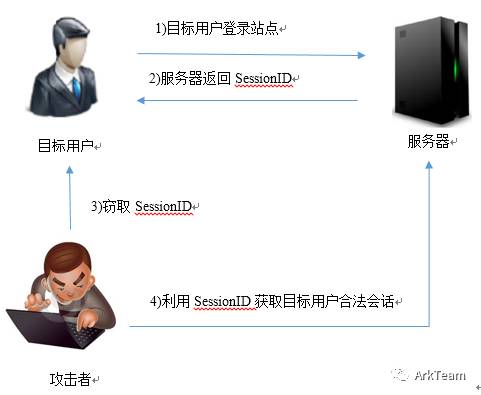 1)目标用户登录站点
2)服务器返回 SessionID
目标用户
服务器
3)窃取 SessionID
4)利用 SessionID 获取目标用户合法会话
攻击者
ArkTeam